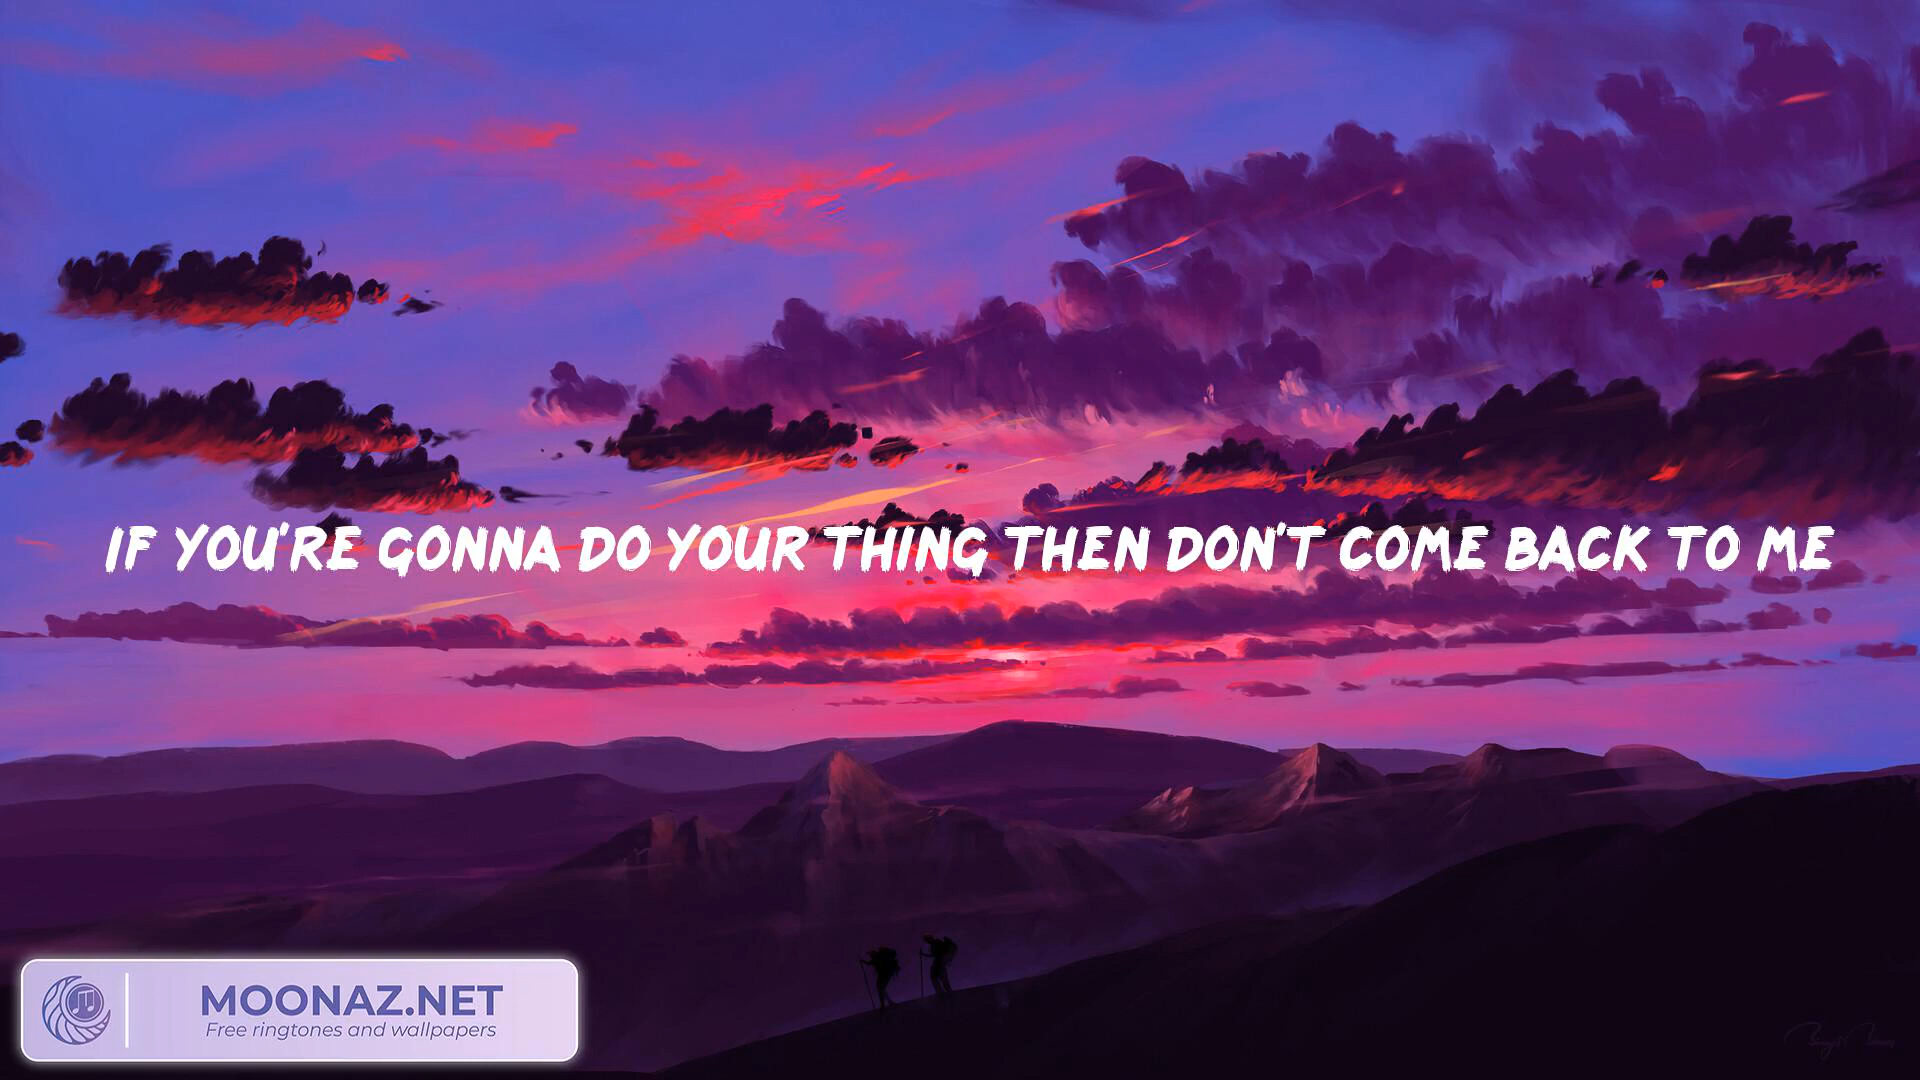 IF YOU'RE GONNA DO YOUR THING THEN DON'T COME BACK TO ME
MOONAZ.NET
Free ringtones and wallpapers